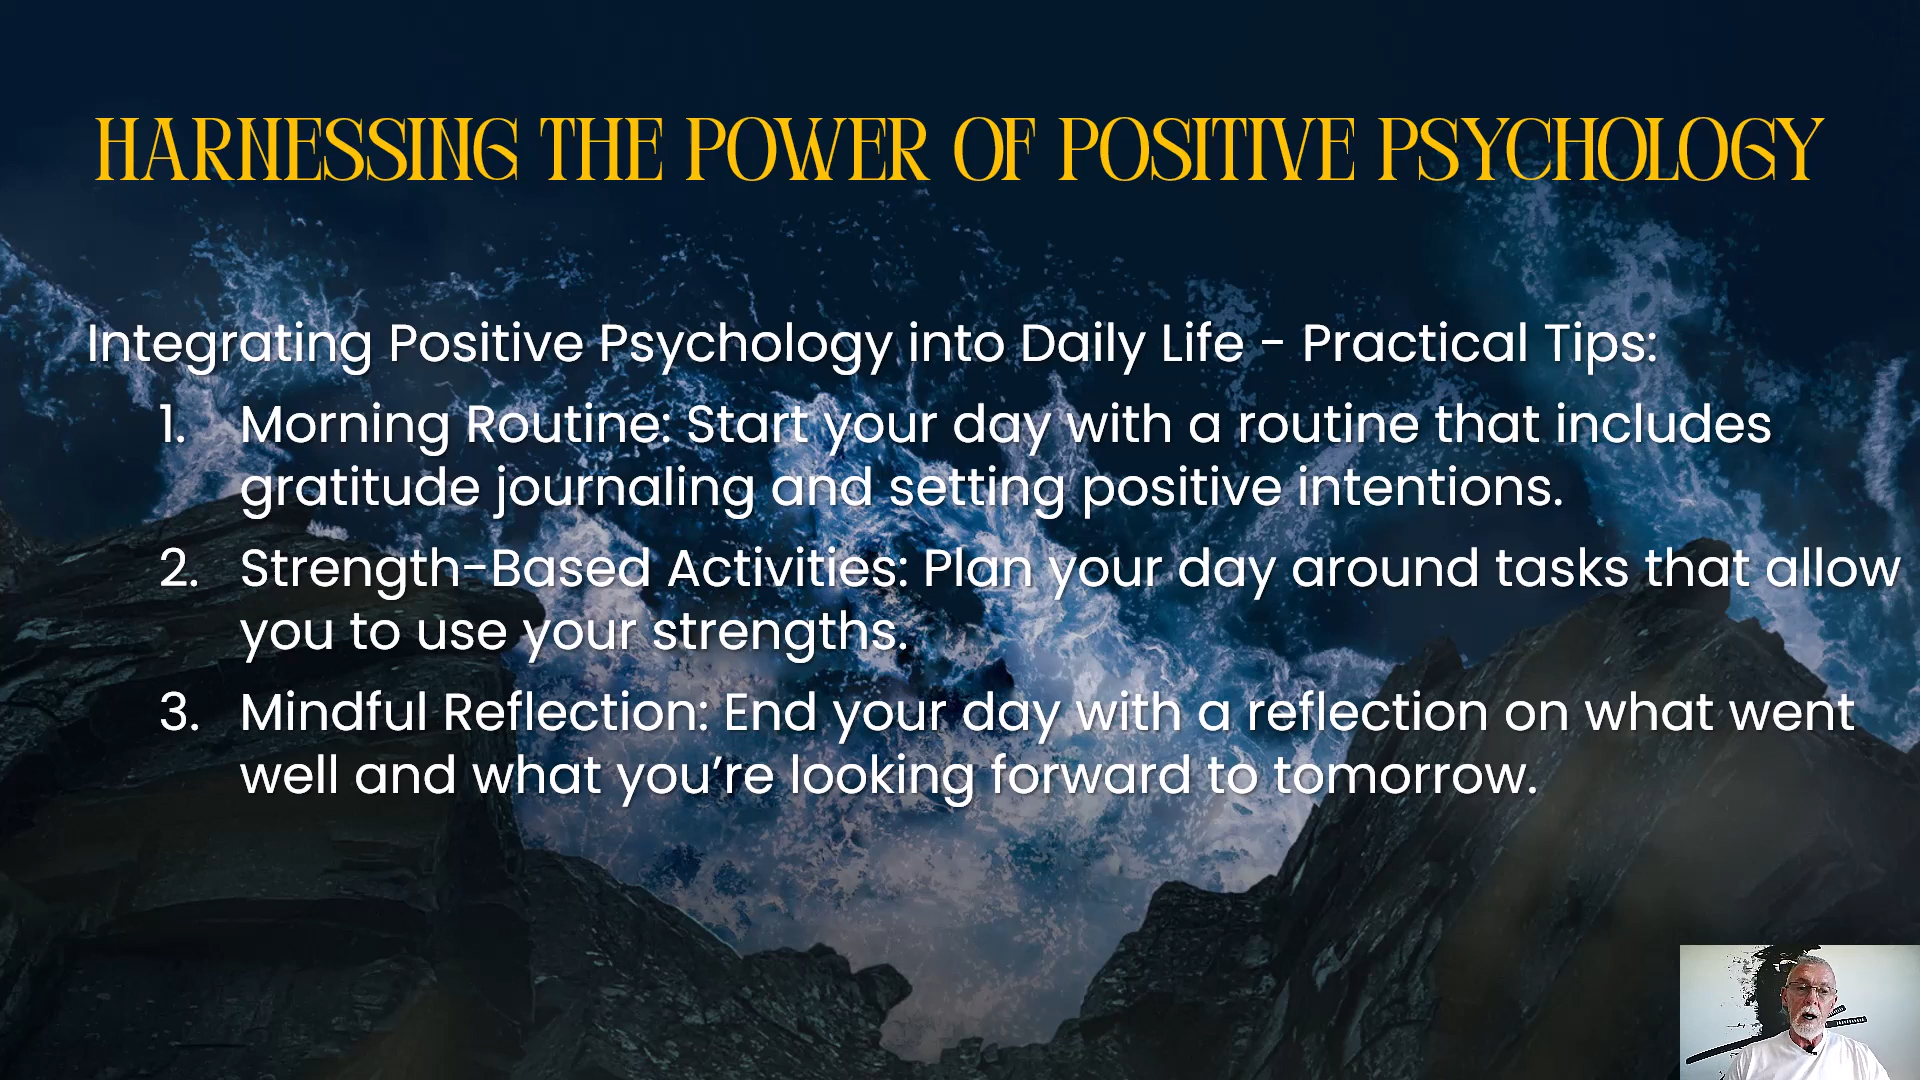 HARNESSING THE POWER OF POSITIVE PSYCHOLOGY
Integrating Positive Psychology into Daily Life - Practical Tips:
1. Morning Routine: Start your day with a routine that includes
gratitude journaling and setting positive intentions.
2. Strength-Based Activities: Plan your day around tasks that allow
you to use your strengths.
3. Mindful Reflection: End your day with a reflection on what went
well and what you’re looking forward to tomorrow.